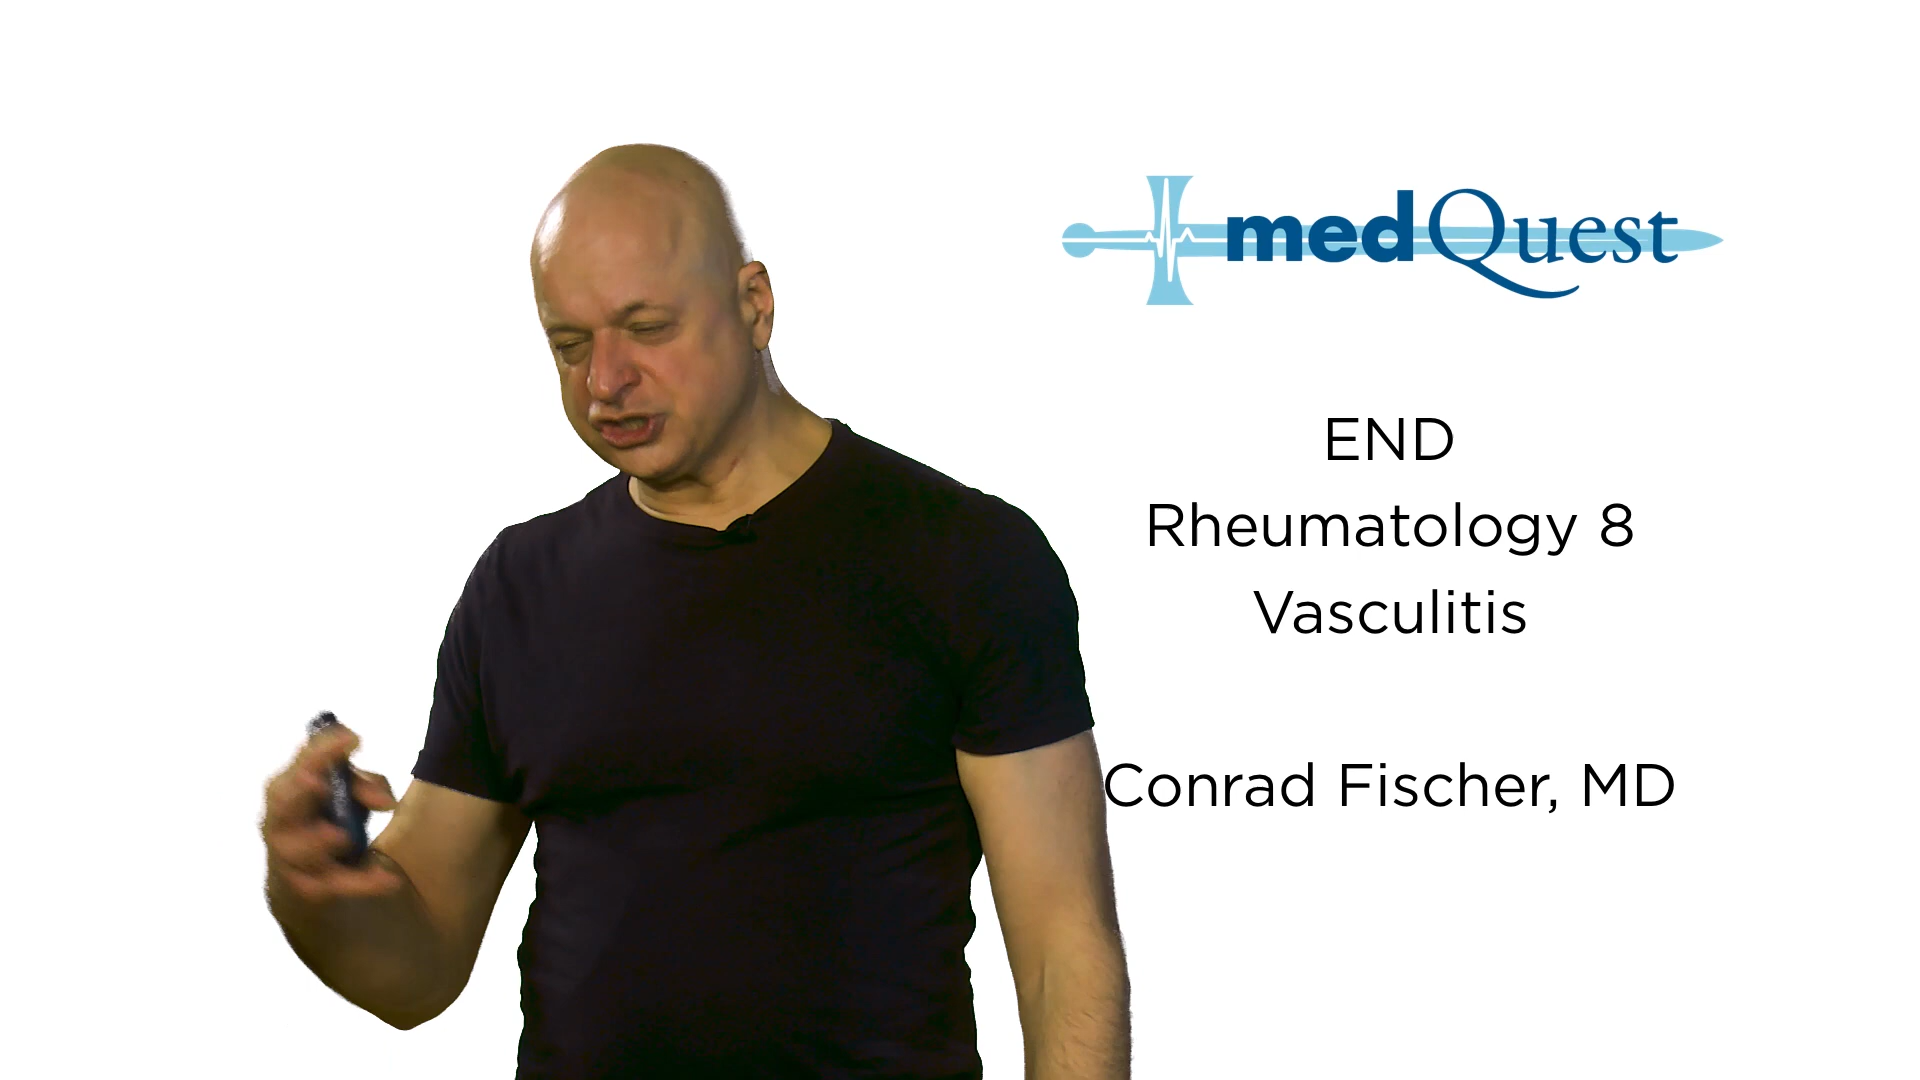 medQuest
END
Rheumatology 8
Vasculitis
Conrad Fischer, MD